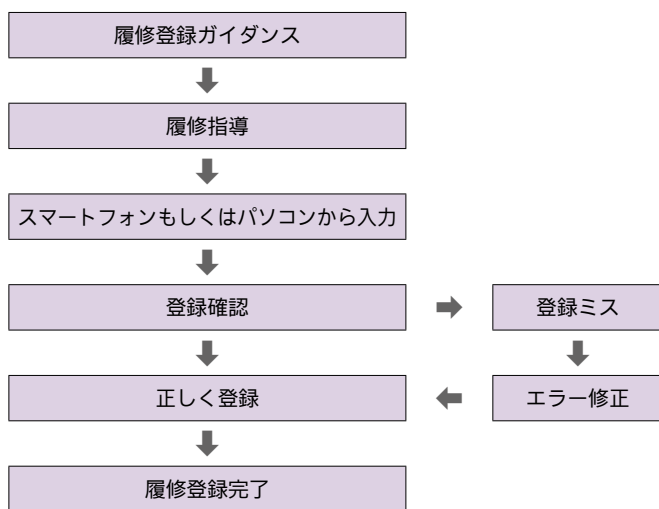 履修登録ガイダンス
履修指導
スマートフォンもしくはパソコンから入力
登録確認
登録ミス
正しく登録
エラー修正
履修登録完了